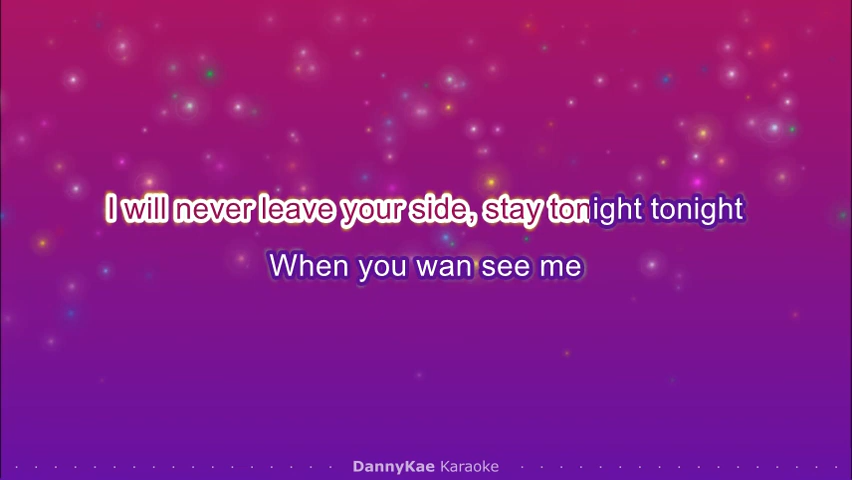 I will never leave your side, stay tonight tonight
When you wan see me
DannyKae Karaoke